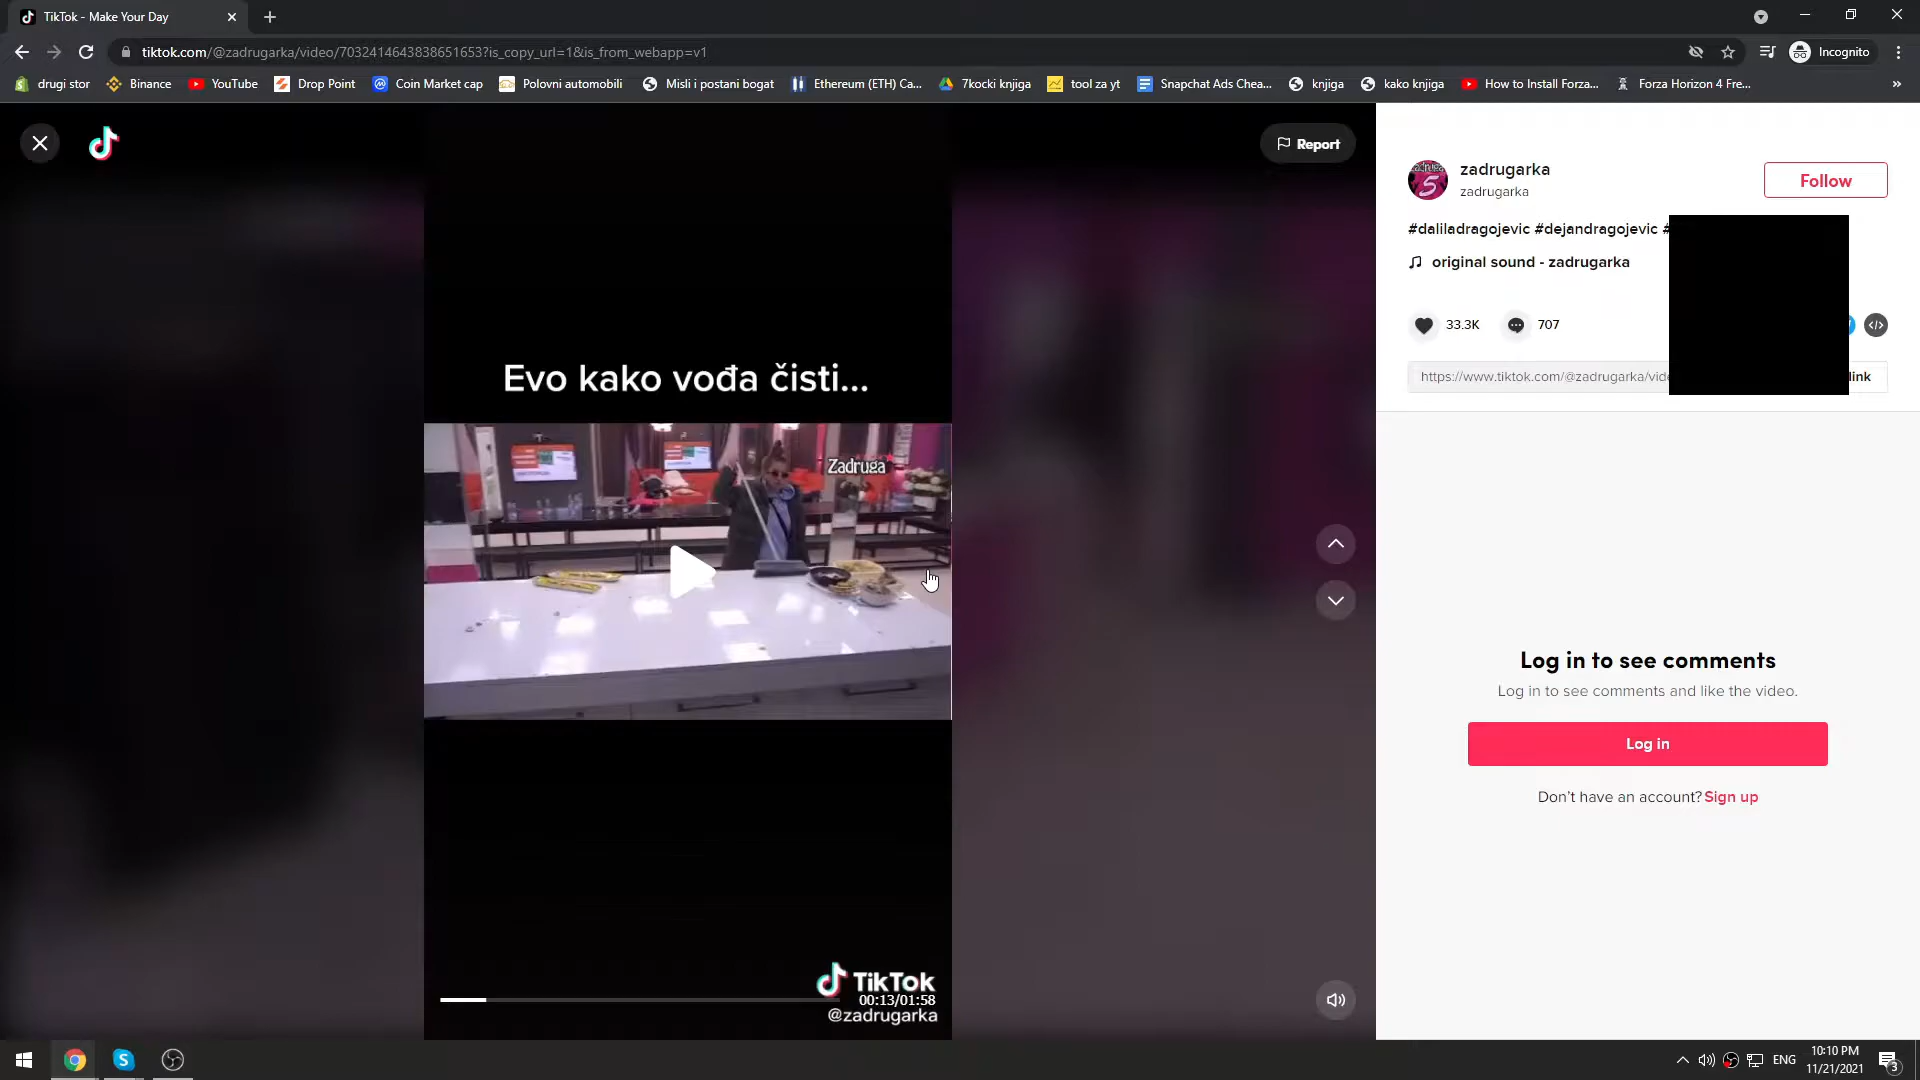 TikTok - Make Your Day
tiktok.com/@zadrugarka/video/7032414643838651653?is_copy_url=1&is_from_webapp=v1
Incognito
drugi stor
Binance
YouTube
Drop Point
Coin Market cap
Polovni automobili
Misli i postani bogat
Ethereum (ETH) Ca...
7kocki knjiga
tool za yt
Snapchat Ads Chea...
knjiga
kako knjiga
How to Install Forza...
Forza Horizon 4 Fre...
Report
zadrugarka
zadrugarka
Follow
#daliladragojevic #dejandragojevic #
original sound - zadrugarka
33.3K
707
https://www.tiktok.com/@zadrugarka/vide
link
Evo kako vođa čisti...
Zadruga
Log in to see comments
Log in to see comments and like the video.
Log in
Don't have an account? Sign up
TikTok
00:13/01:58
@zadrugarka
ENG
10:10 PM
11/21/2021
3